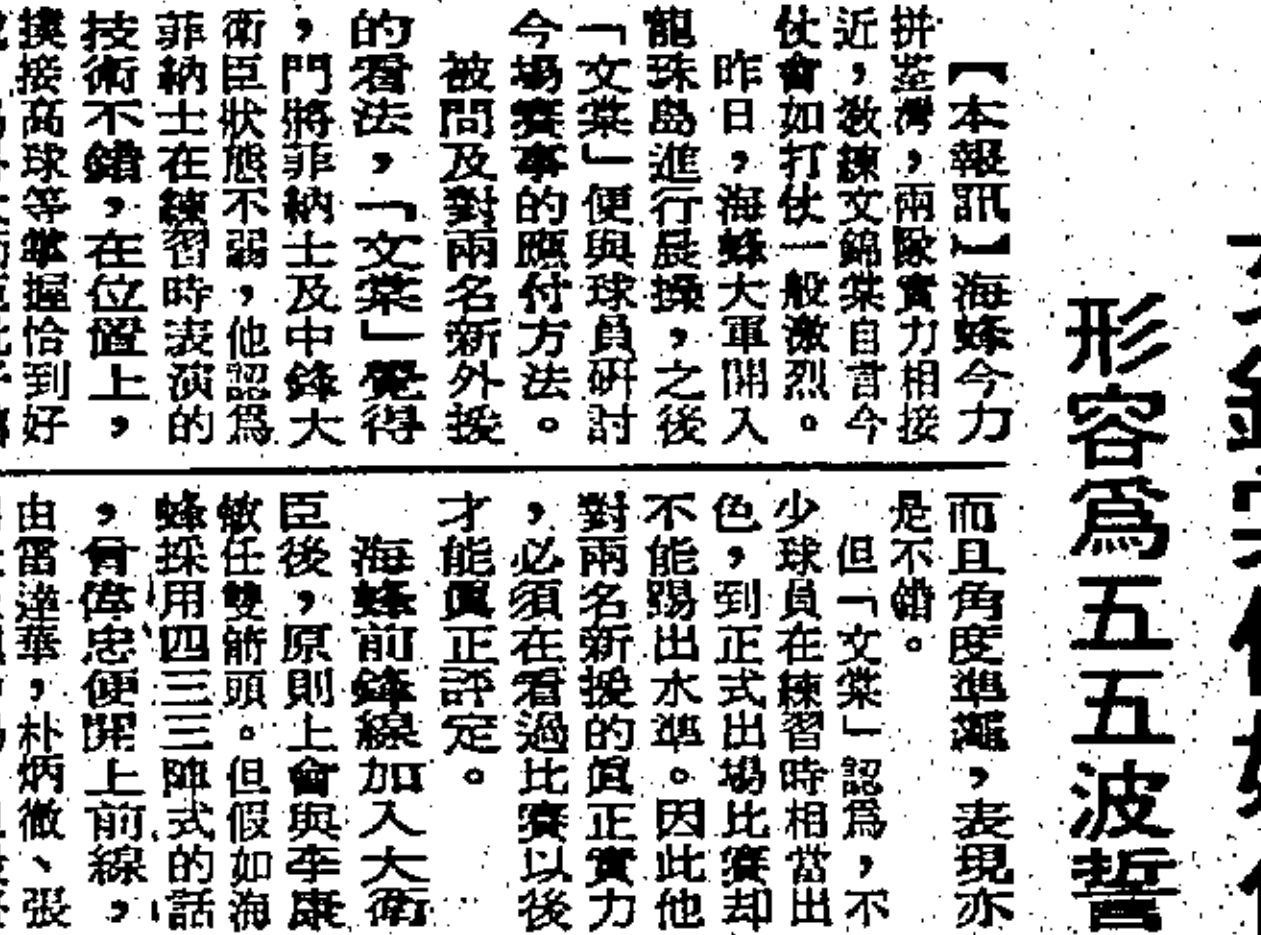 形容為五五波誓
【本報訊】海蜂今力
拼荃灣，兩隊實力相接
近，教練文錦棠自言今
仗會如打仗一般激烈。
昨日，海蜂大軍開入
龍珠島進行晨操，之後
「文棠」便與球員研討
今場賽事的應付方法。
被問及對兩名新外援
的看法，「文棠」覺得
，門將菲納士及中鋒大
衛臣狀態不弱，他認為
菲納士在練習時表演的
技術不錯，在位置上，
撲接高球等掌握恰到好
而且角度準繩，表現亦
是不錯。
但「文棠」認為，不
少球員在練習時相當出
色，到正式出場比賽却
不能踢出水準。因此他
對兩名新援的眞正實力
，必須在看過比賽以後
才能眞正評定。
海蜂前鋒線加入大衛
臣後，原則上會與李康
敏任雙箭頭。但假如海
蜂採用四三三陣式的話
，曾偉忠便開上前線，
由雷達華，朴炳徹、張